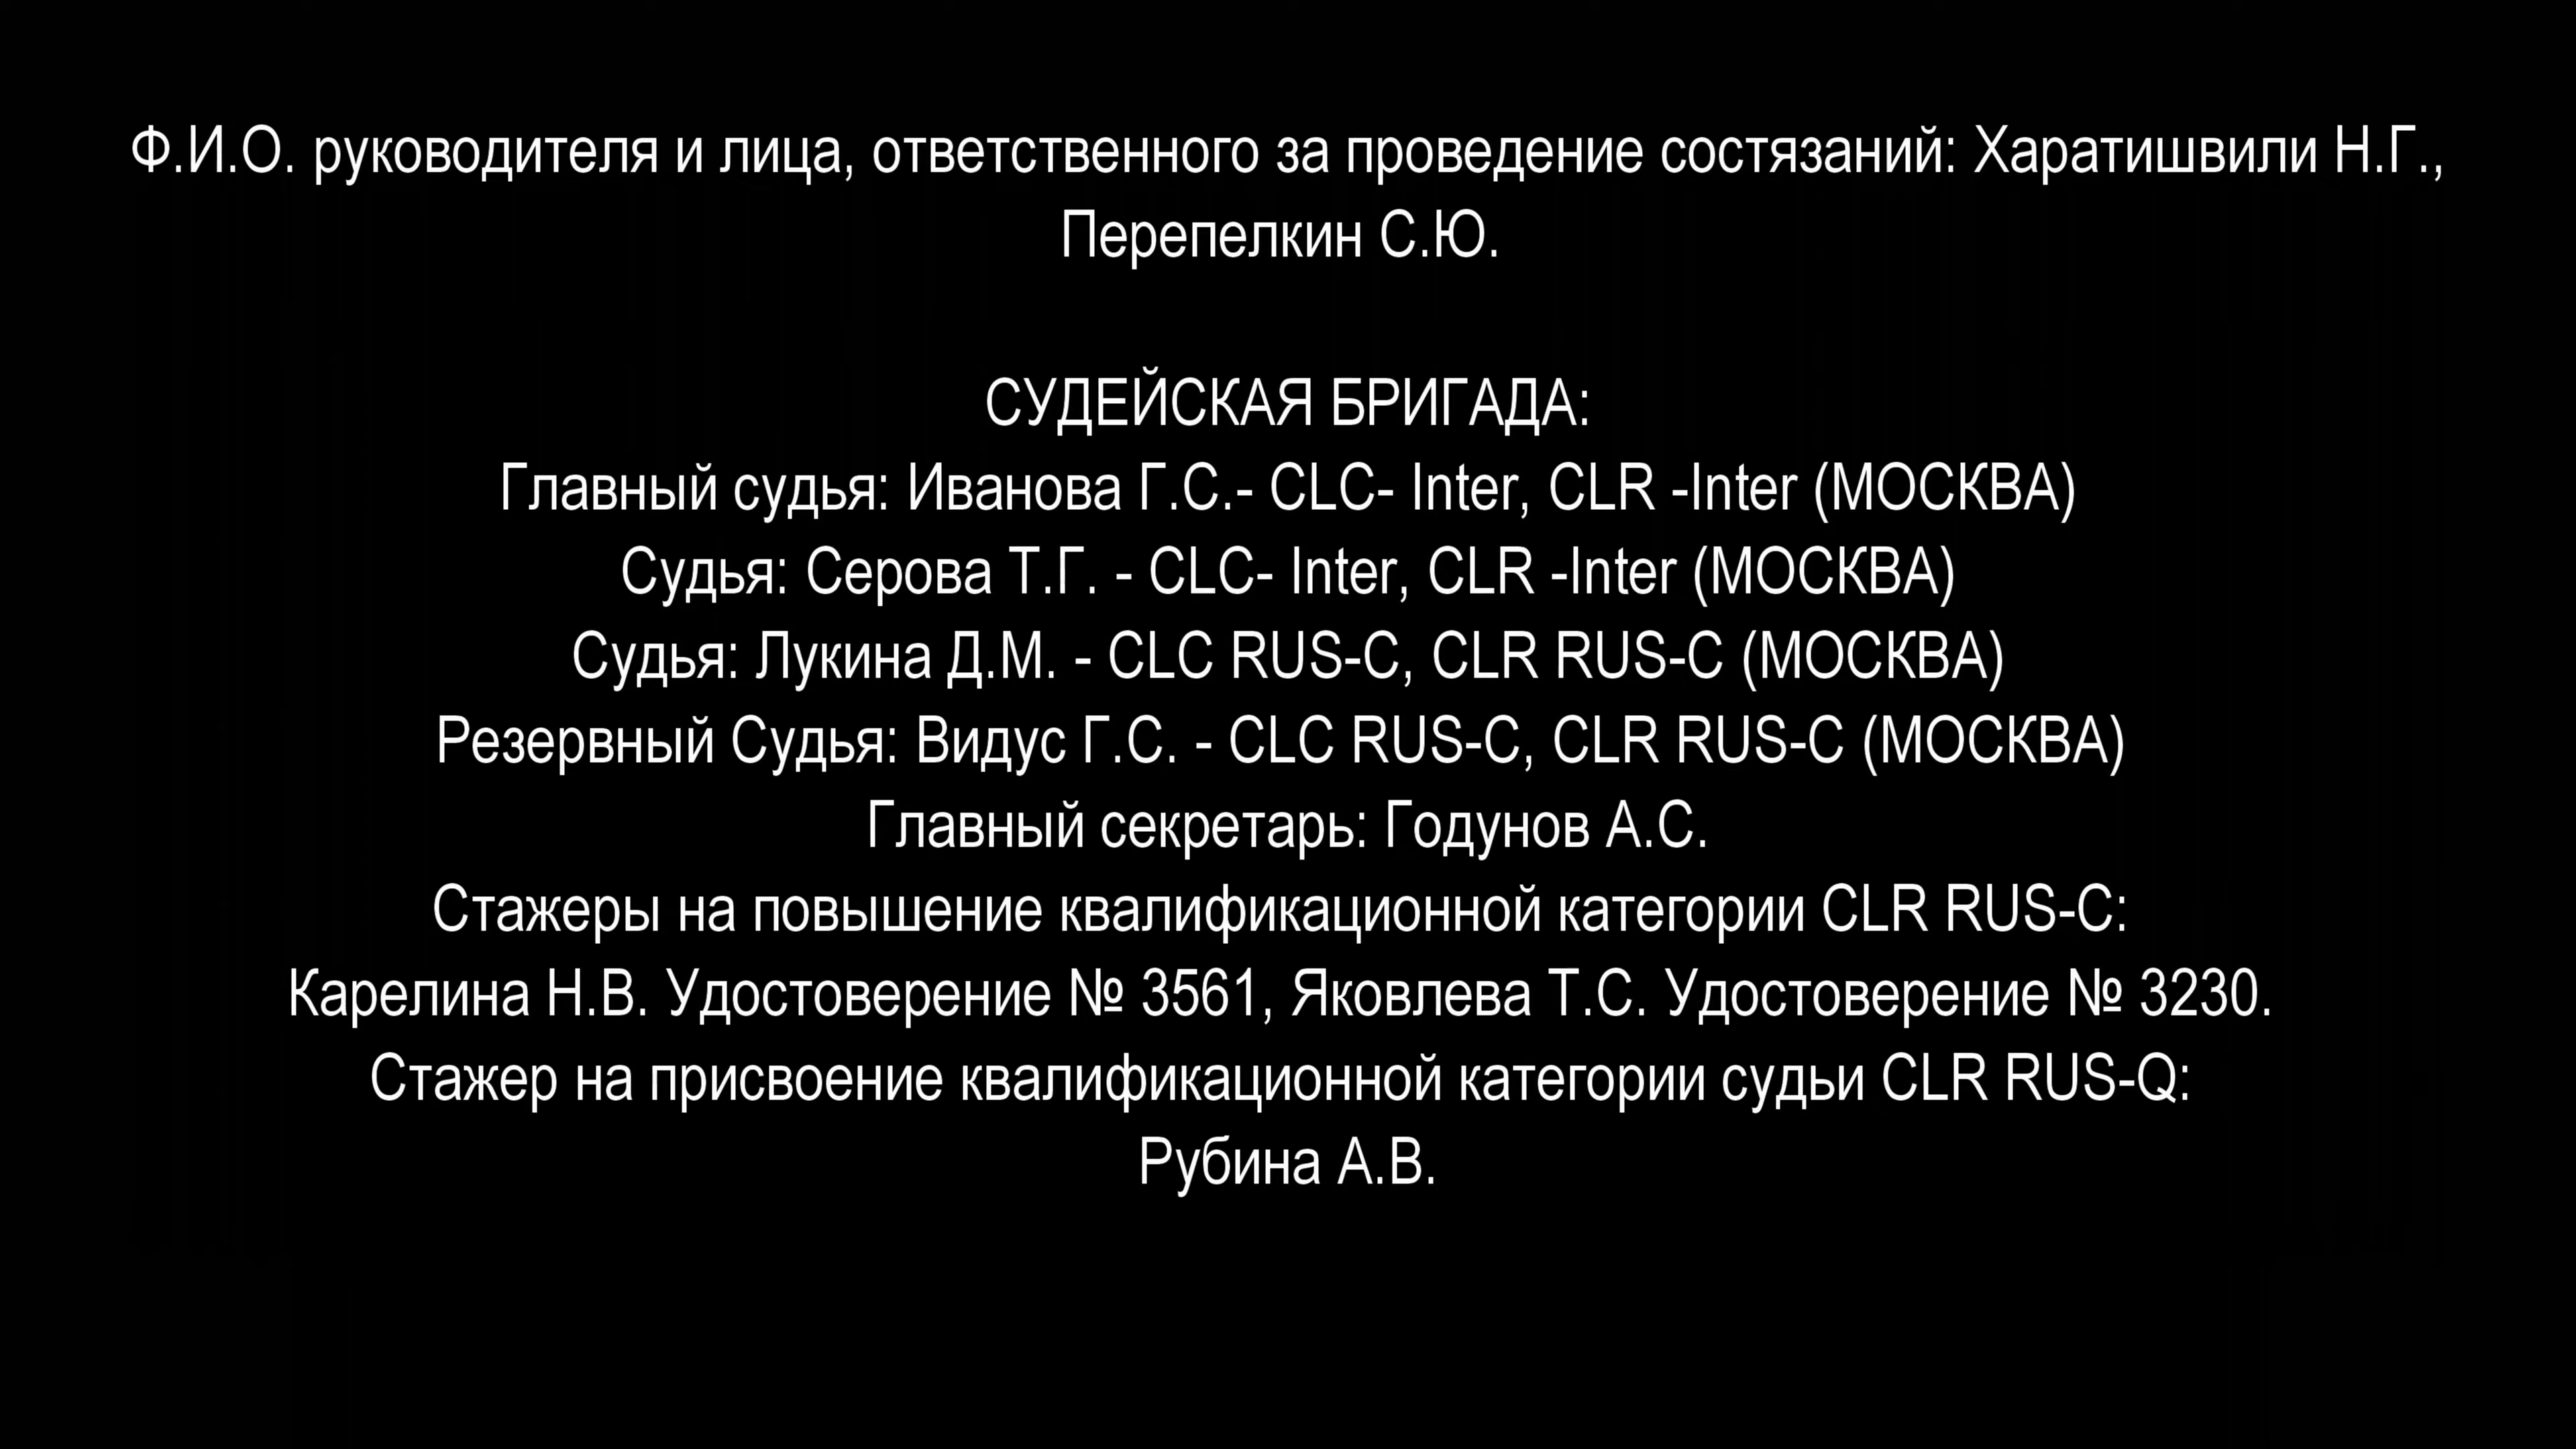 Ф.И.О. руководителя и лица, ответственного за проведение состязаний: Харатишвили Н.Г.,
Перепелкин С.Ю.
СУДЕЙСКАЯ БРИГАДА:
Главный судья: Иванова Г.С.- CLC- Inter, CLR -Inter (МОСКВА)
Судья: Серова Т.Г. - CLC- Inter, CLR -Inter (МОСКВА)
Судья: Лукина Д.М. - CLC RUS-C, CLR RUS-C (МОСКВА)
Резервный Судья: Видус Г.С. - CLC RUS-C, CLR RUS-C (МОСКВА)
Главный секретарь: Годунов А.С.
Стажеры на повышение квалификационной категории CLR RUS-C:
Карелина Н.В. Удостоверение № 3561, Яковлева Т.С. Удостоверение № 3230.
Стажер на присвоение квалификационной категории судьи CLR RUS-Q:
Рубина А.В.